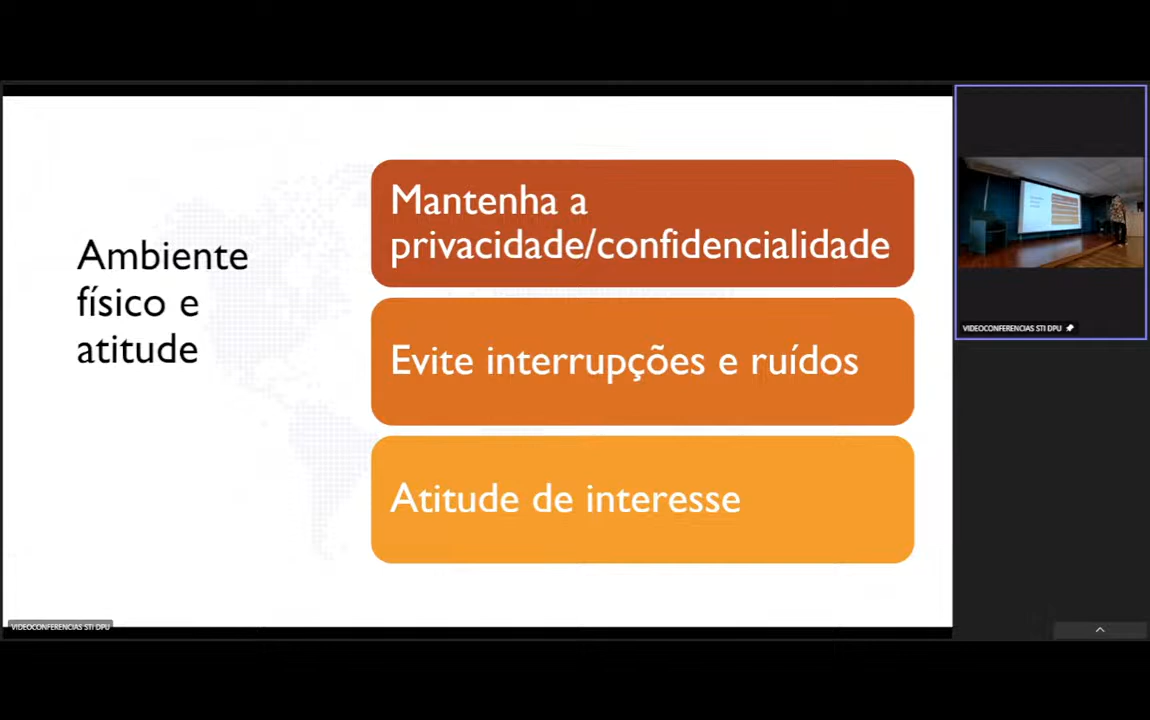 Ambiente
físico e
atitude
Mantenha a
privacidade/confidencialidade
Evite interrupções e ruídos
Atitude de interesse
VIDEOCONFERENCIAS STI DPU
VIDEOCONFERENCIAS STI DPU